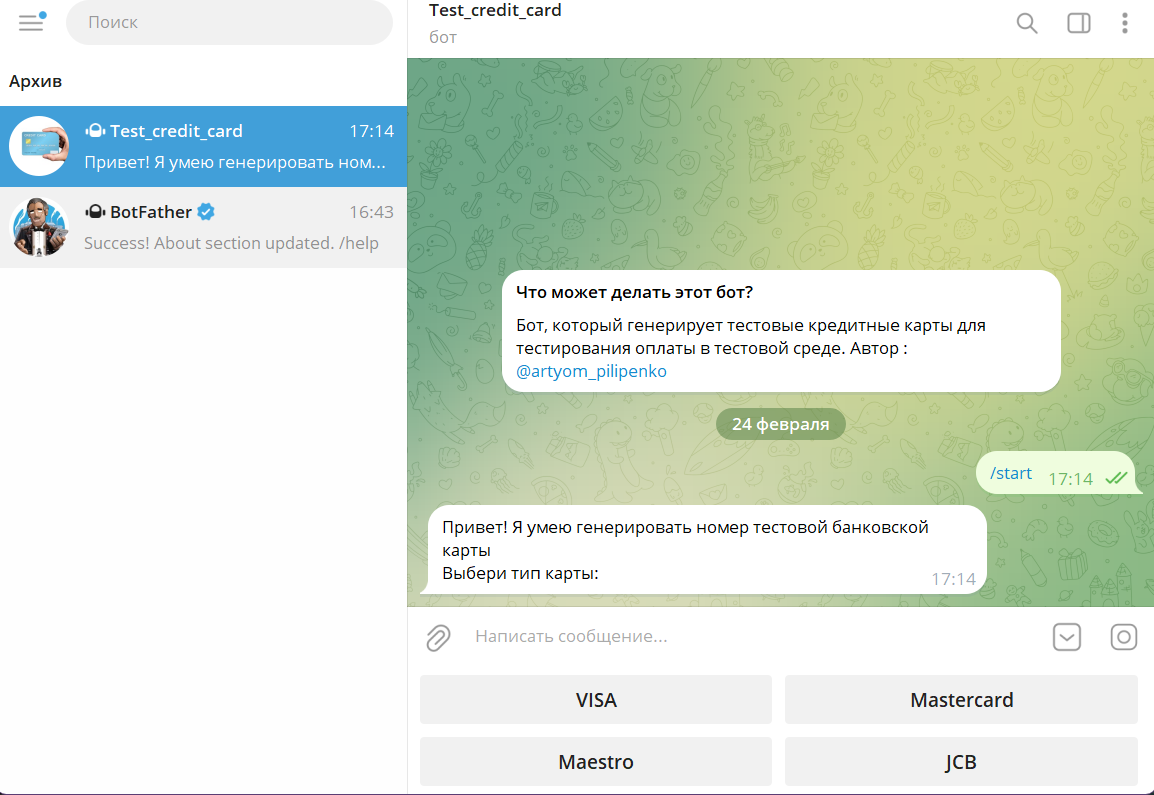 Поиск
Архив
Test_credit_card 17:14
Привет! Я умею генерировать ном...
BotFather 16:43
Success! About section updated. /help
Test_credit_card
бот
Что может делать этот бот?
Бот, который генерирует тестовые кредитные карты для
тестирования оплаты в тестовой среде. Автор :
@artyom_pilipenko
24 февраля
/start 17:14
Привет! Я умею генерировать номер тестовой банковской
карты
Выбери тип карты:
17:14
Написать сообщение...
VISA Mastercard
Maestro JCB